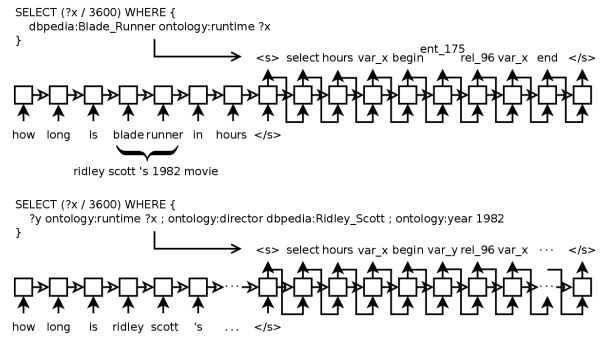 SELECT (?x / 3600) WHERE {
dbpedia:Blade_Runner ontology:runtime ?x
}
<s> select hours var_x begin ent_175 rel_96 var_x end </s>
how long is blade runner in hours </s>
ridley scott 's 1982 movie
SELECT (?x / 3600) WHERE {
?y ontology:runtime ?x ; ontology:director dbpedia:Ridley_Scott ; ontology:year 1982
}
<s> select hours var_x begin var_y rel_96 var_x ... </s>
...
...
how long is ridley scott 's ... </s>